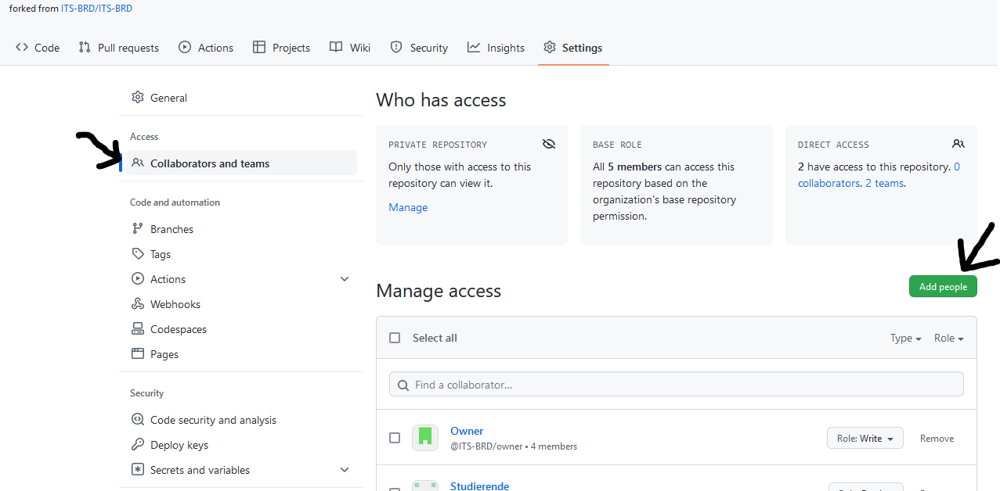 forked from ITS-BRD/ITS-BRD
Code Pull requests Actions Projects Wiki Security Insights Settings
General
Access
Collaborators and teams
Code and automation
Branches
Tags
Actions
Webhooks
Codespaces
Pages
Security
Code security and analysis
Deploy keys
Secrets and variables
Who has access
PRIVATE REPOSITORY
Only those with access to this
repository can view it.
Manage
BASE ROLE
All 5 members can access this
repository based on the
organization's base repository
permission.
DIRECT ACCESS
2 have access to this repository. 0
collaborators. 2 teams.
Manage access
Add people
Select all
Type Role
Find a collaborator...
Owner
@ITS-BRD/owner • 4 members
Role: Write
Remove
Studierende